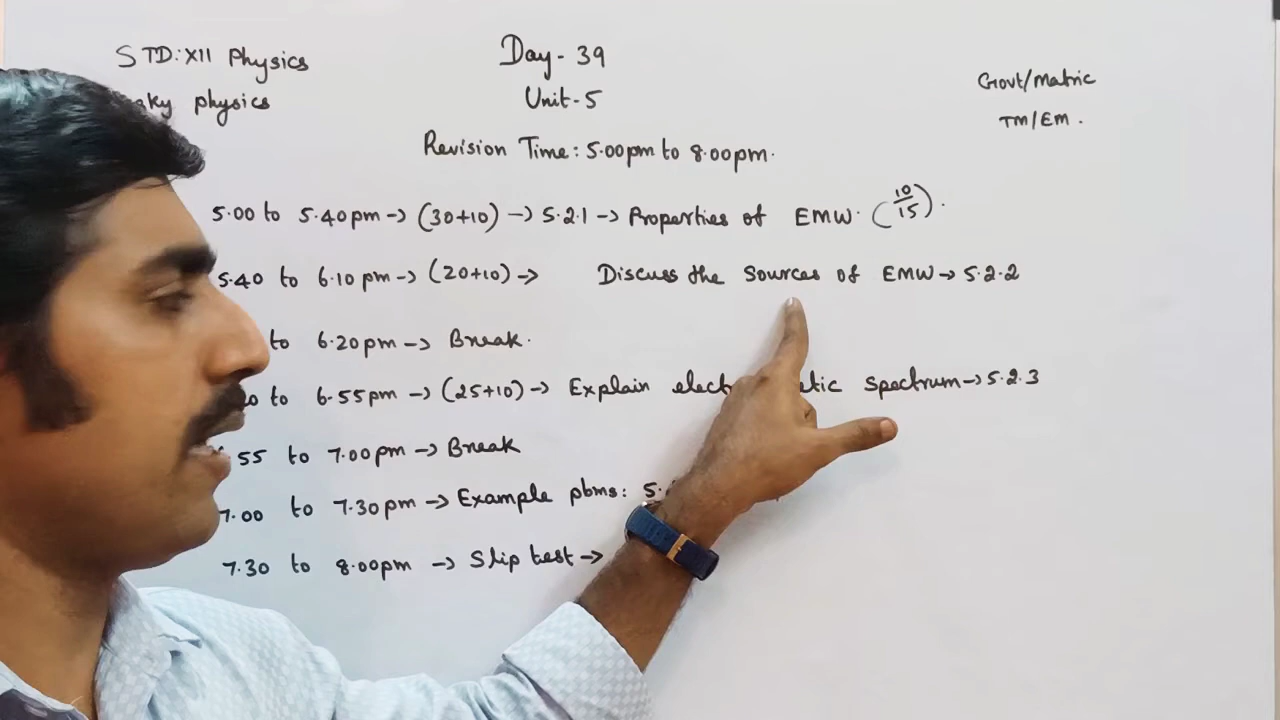 STD: XII Physics
Day - 39
Govt/Matric
physics
Unit - 5
TM/EM.
Revision Time: 5.00pm to 8.00pm.
5.00 to 5.40pm -> (30+10) -> 5.2.1 -> Properties of EMW. (10/15).
5.40 to 6.10pm -> (20+10) -> Discuss the Sources of EMW -> 5.2.2
to 6.20pm -> Break.
to 6.55pm -> (25+10) -> Explain spectrum -> 5.2.3
55 to 7.00pm -> Break
7.00 to 7.30pm -> Example pbms: 5.
7.30 to 8.00pm -> Slip test ->